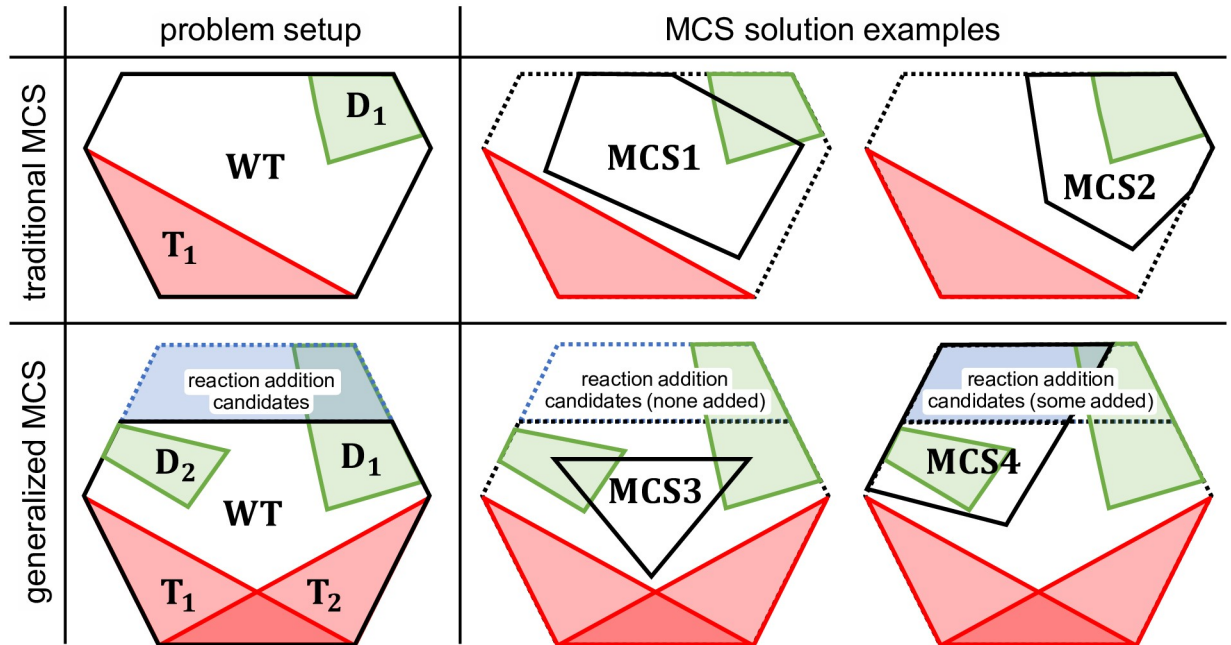 problem setup
MCS solution examples
traditional MCS
D₁
WT
T₁
MCS1
MCS2
generalized MCS
reaction addition
candidates
D₂
D₁
WT
T₁
T₂
reaction addition
candidates (none added)
MCS3
reaction addition
candidates (some added)
MCS4